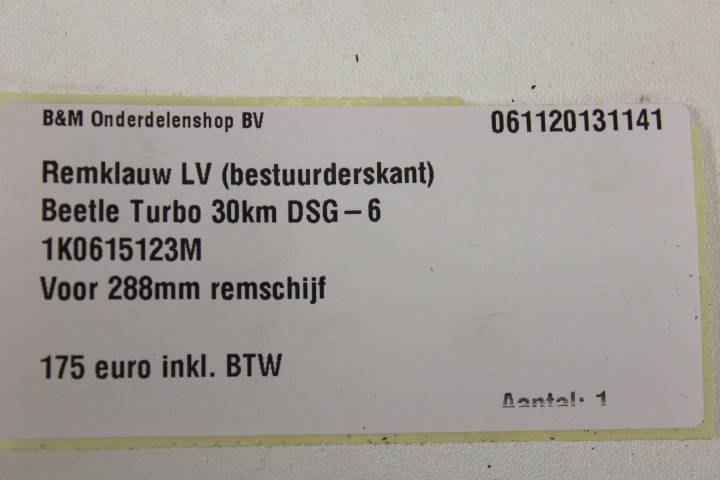 B&M Onderdelenshop BV 061120131141
Remklauw LV (bestuurderskant)
Beetle Turbo 30km DSG-6
1K0615123M
Voor 288mm remschijf
175 euro inkl. BTW
Aantal: 1